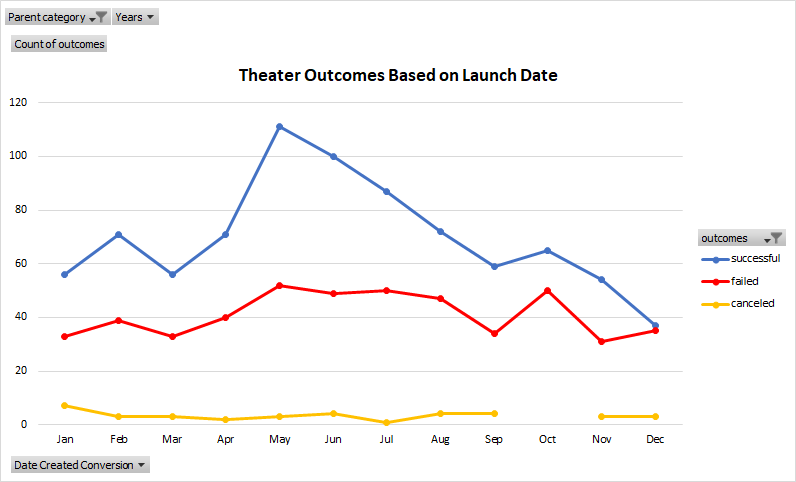 Parent category Years
Count of outcomes
Theater Outcomes Based on Launch Date
120
100
80
60
40
20
0
Jan Feb Mar Apr May Jun Jul Aug Sep Oct Nov Dec
outcomes
successful
failed
canceled
Date Created Conversion